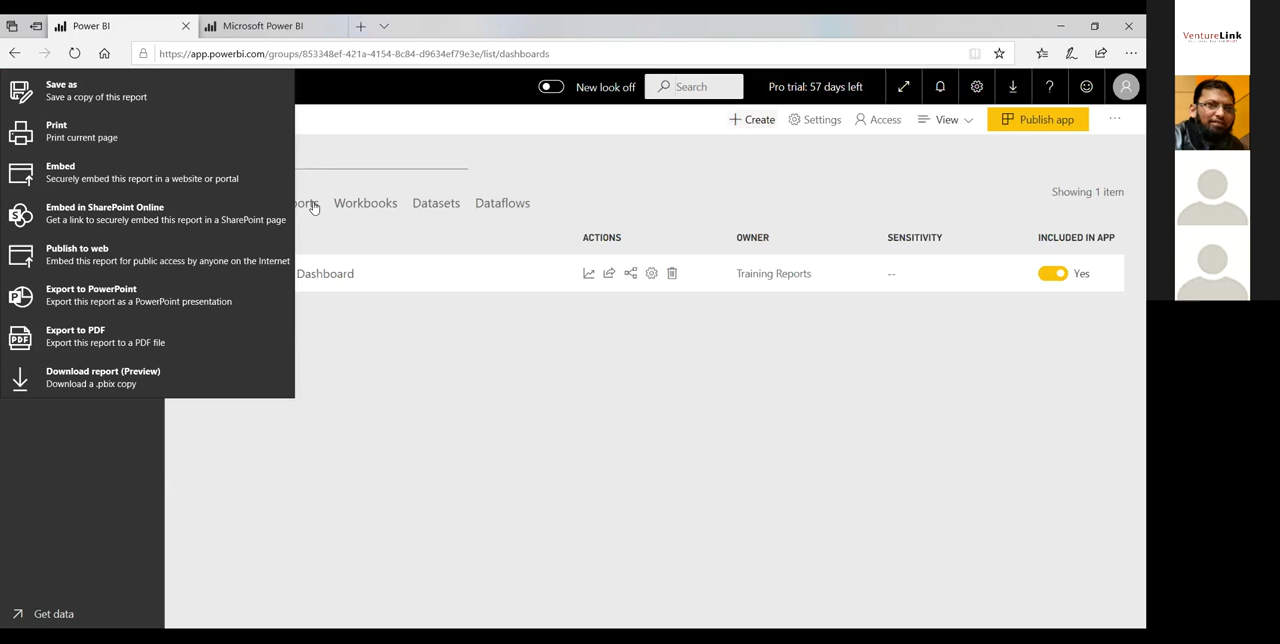 Power BI
Microsoft Power BI
https://app.powerbi.com/groups/853348ef-421a-4154-8c84-d9634ef79e3e/list/dashboards
New look off
Search
Pro trial: 57 days left
Create
Settings
Access
View
Publish app
Save as
Save a copy of this report
Print
Print current page
Embed
Securely embed this report in a website or portal
Embed in SharePoint Online
Get a link to securely embed this report in a SharePoint page
Publish to web
Embed this report for public access by anyone on the Internet
Export to PowerPoint
Export this report as a PowerPoint presentation
Export to PDF
PDF
Export this report to a PDF file
Download report (Preview)
Download a .pbix copy
Showing 1 item
Workbooks
Datasets
Dataflows
ACTIONS
OWNER
SENSITIVITY
INCLUDED IN APP
Dashboard
Training Reports
--
Yes
Get data
VentureLink